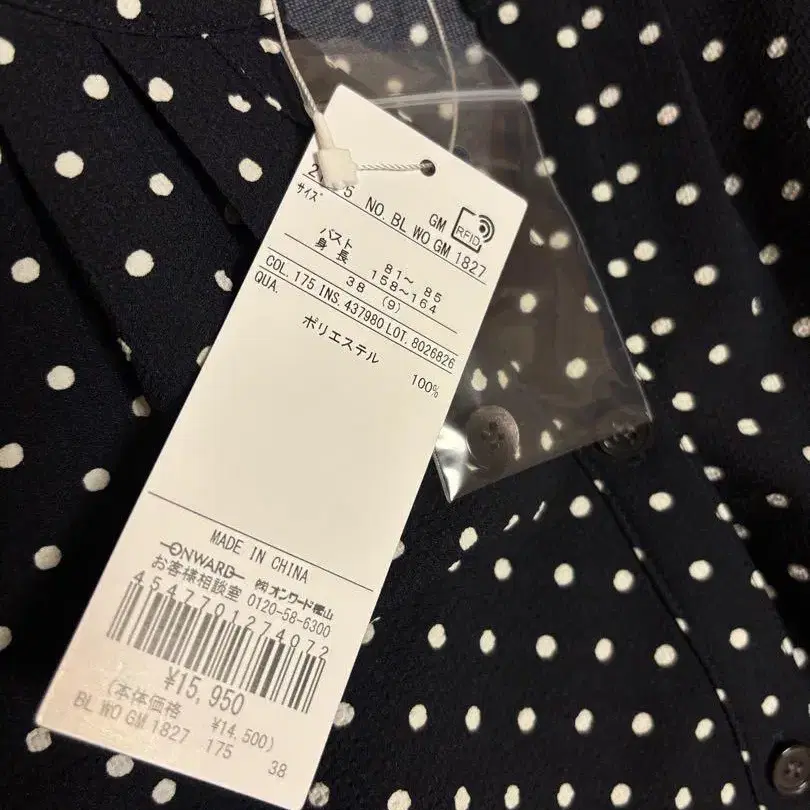 GM RFID
NO. BL WO GM 1827
サイズ
バスト 81～ 85
身長 158～164
38 (9)
COL. 175 INS. 437980 LOT. 8026826
QUA.
ポリエステル 100%
MADE IN CHINA
ONWARD ㈱オンワード樫山
お客様相談室 0120-58-6300
4547701274072
¥15,950
(本体価格 ¥14,500)
BL WO GM 1827 175 38